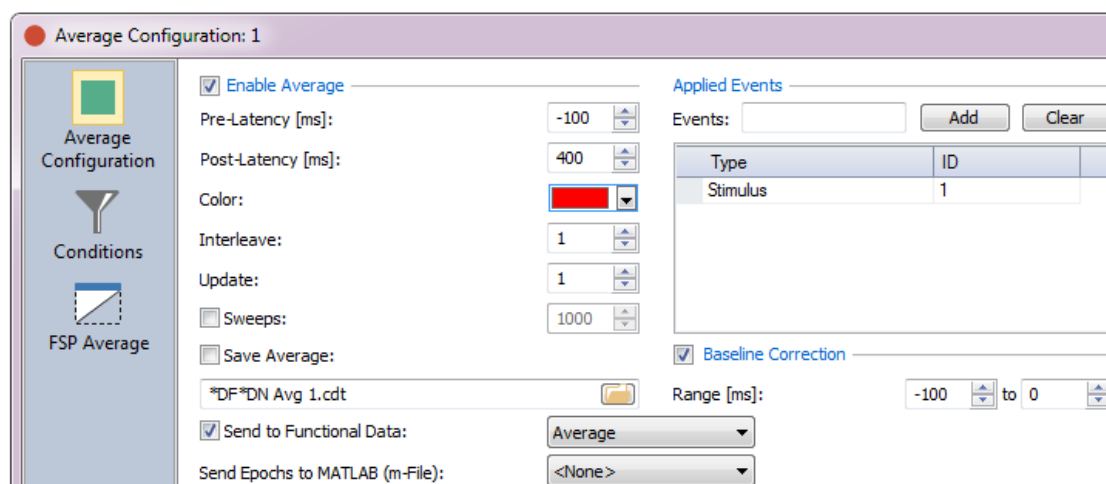 Average Configuration: 1
Average
Configuration
Conditions
FSP Average
Enable Average
Pre-Latency [ms]: -100
Post-Latency [ms]: 400
Color:
Interleave: 1
Update: 1
Sweeps: 1000
Save Average:
*DF*DN Avg 1.cdt
Send to Functional Data: Average
Send Epochs to MATLAB (m-File): <None>
Applied Events
Events: Add Clear
Type ID
Stimulus 1
Baseline Correction
Range [ms]: -100 to 0